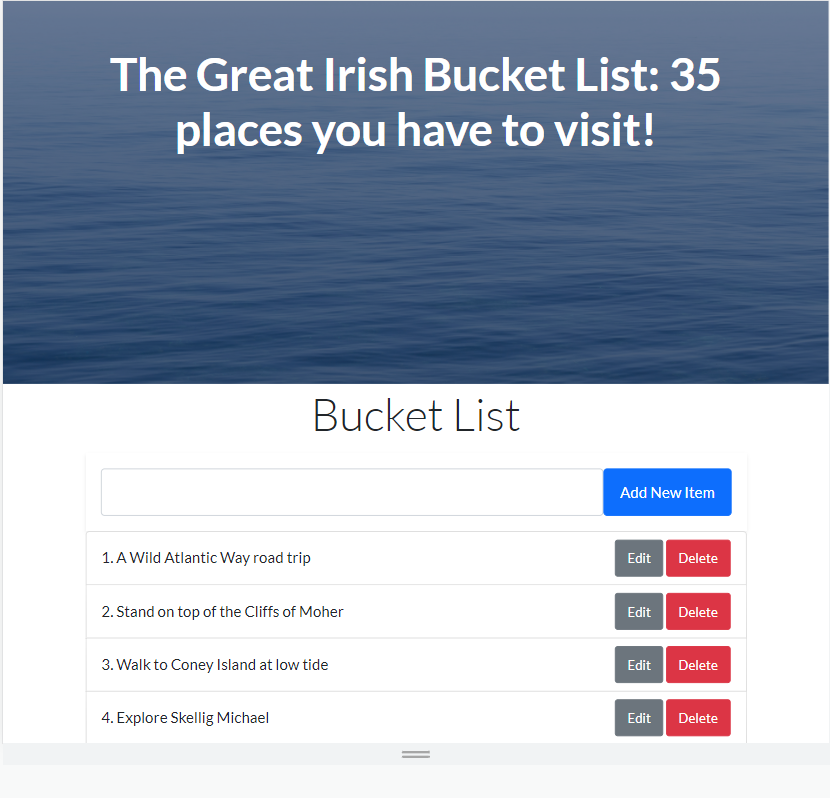 The Great Irish Bucket List: 35
places you have to visit!
Bucket List
Add New Item
1. A Wild Atlantic Way road trip Edit Delete
2. Stand on top of the Cliffs of Moher Edit Delete
3. Walk to Coney Island at low tide Edit Delete
4. Explore Skellig Michael Edit Delete